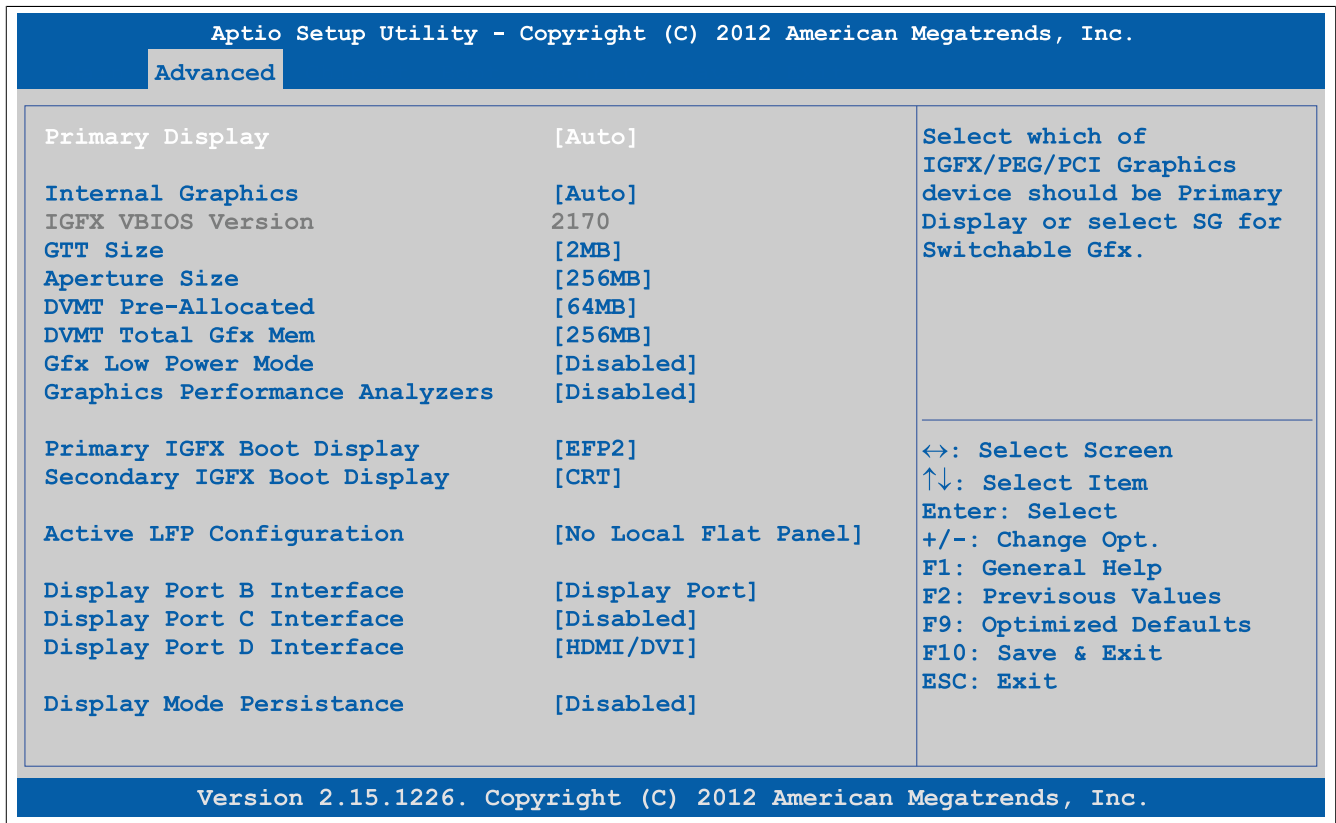 Aptio Setup Utility - Copyright (C) 2012 American Megatrends, Inc.
Advanced
Primary Display [Auto]
Internal Graphics [Auto]
IGFX VBIOS Version 2170
GTT Size [2MB]
Aperture Size [256MB]
DVMT Pre-Allocated [64MB]
DVMT Total Gfx Mem [256MB]
Gfx Low Power Mode [Disabled]
Graphics Performance Analyzers [Disabled]
Primary IGFX Boot Display [EFP2]
Secondary IGFX Boot Display [CRT]
Active LFP Configuration [No Local Flat Panel]
Display Port B Interface [Display Port]
Display Port C Interface [Disabled]
Display Port D Interface [HDMI/DVI]
Display Mode Persistance [Disabled]
Select which of
IGFX/PEG/PCI Graphics
device should be Primary
Display or select SG for
Switchable Gfx.
↔: Select Screen
↑↓: Select Item
Enter: Select
+/-: Change Opt.
F1: General Help
F2: Previsous Values
F9: Optimized Defaults
F10: Save & Exit
ESC: Exit
Version 2.15.1226. Copyright (C) 2012 American Megatrends, Inc.